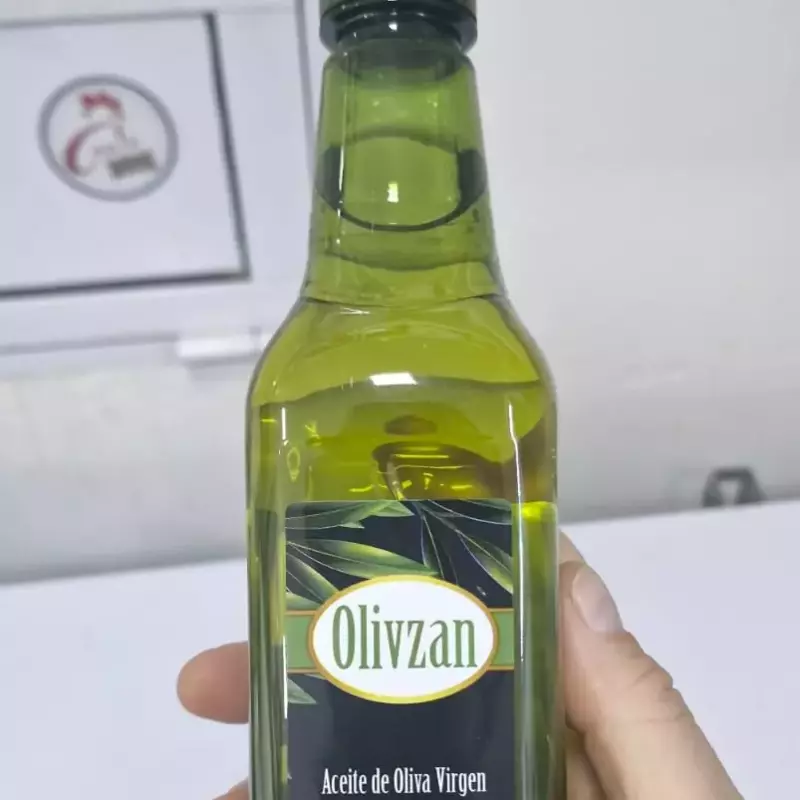 Olivzan
Aceite de Oliva Virgen